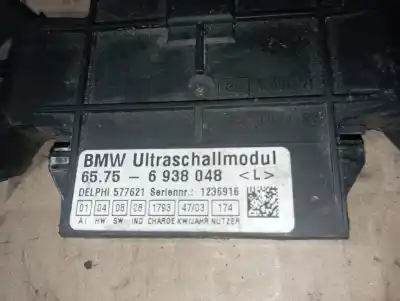 BMW Ultraschallmodul
65.75 - 6 938 048 <L>
DELPHI 577621 Seriennr.: 1236916
01 04 06 06 1793 47/03 174
AI HW SW IND CHARGE KW/JAHR NUTZER